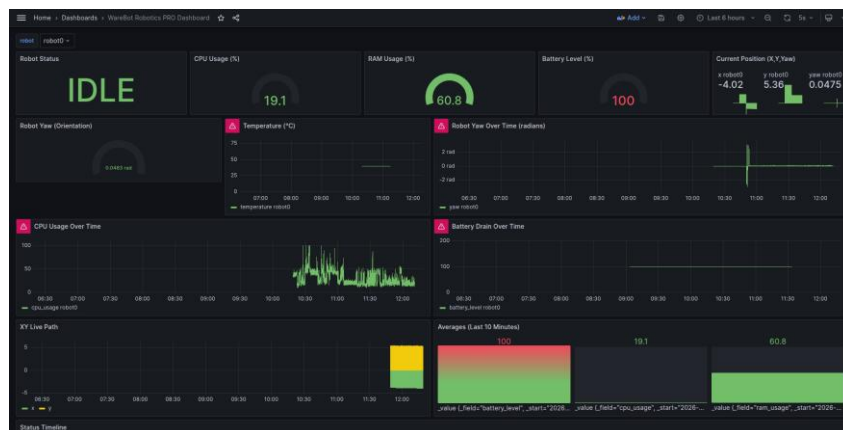 Home › Dashboards › WareBot Robotics PRO Dashboard
Add
Last 6 hours
5s
robot robot0
Robot Status
IDLE
CPU Usage (%)
19.1
RAM Usage (%)
60.8
Battery Level (%)
100
Current Position (X,Y,Yaw)
x robot0 y robot0 yaw robot0
-4.02 5.36 0.0475
Robot Yaw (Orientation)
0.0463 rad
Temperature (°C)
75
50
25
0
07:00 08:00 09:00 10:00 11:00 12:00
temperature robot0
Robot Yaw Over Time (radians)
2 rad
0 rad
-2 rad
06:30 07:00 07:30 08:00 08:30 09:00 09:30 10:00 10:30 11:00 11:30 12:00
yaw robot0
CPU Usage Over Time
100
50
0
06:30 07:00 07:30 08:00 08:30 09:00 09:30 10:00 10:30 11:00 11:30 12:00
cpu_usage robot0
Battery Drain Over Time
200
100
0
06:30 07:00 07:30 08:00 08:30 09:00 09:30 10:00 10:30 11:00 11:30 12:00
battery_level robot0
XY Live Path
5
0
-5
06:30 07:00 07:30 08:00 08:30 09:00 09:30 10:00 10:30 11:00 11:30 12:00
x y
Averages (Last 10 Minutes)
100 19.1 60.8
_value {_field="battery_level", _start="2026... _value {_field="cpu_usage", _start="2026-... _value {_field="ram_usage", _start="2026-...
Status Timeline